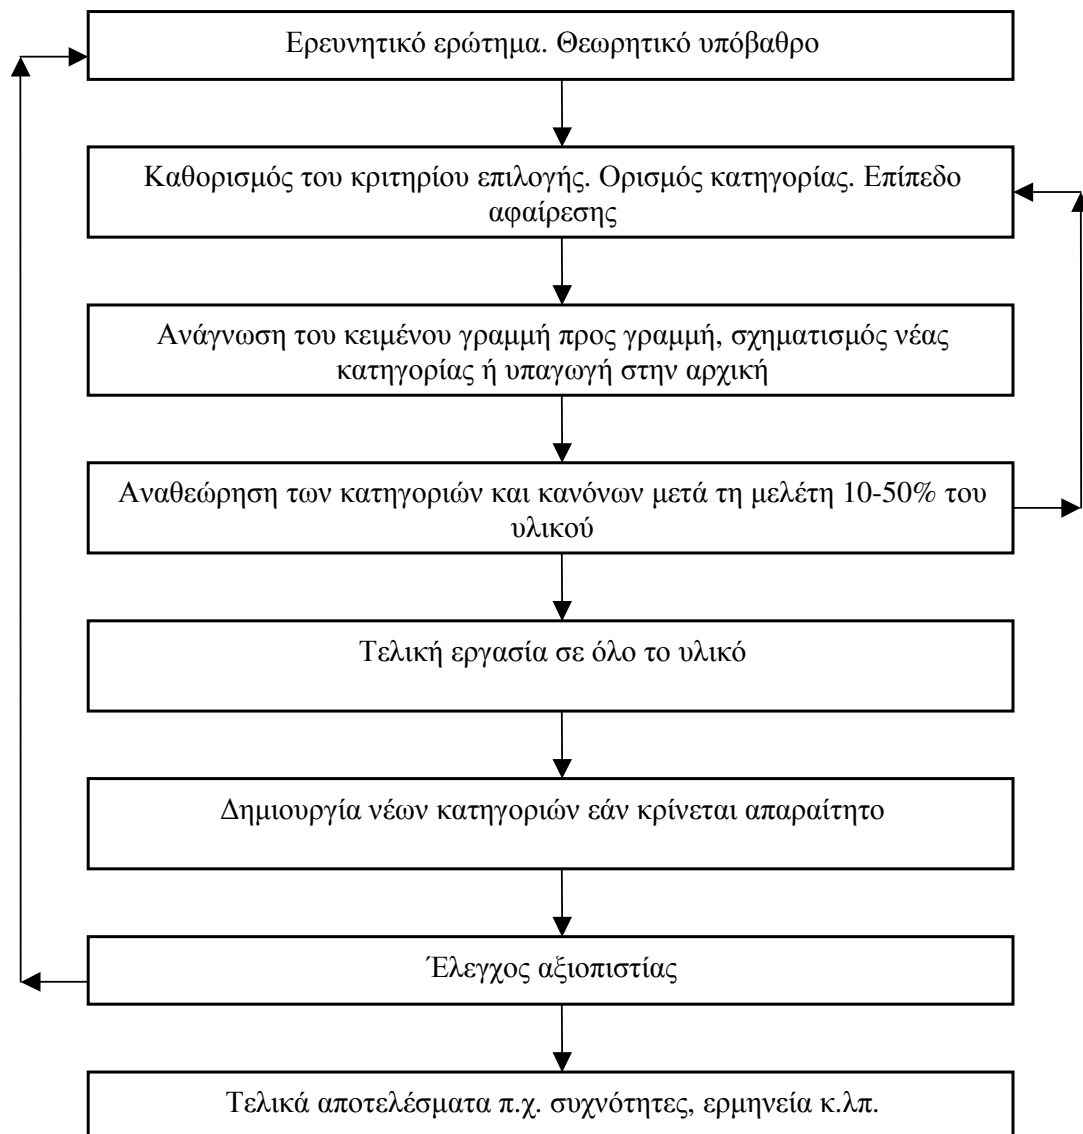 Ερευνητικό ερώτημα. Θεωρητικό υπόβαθρο
Καθορισμός του κριτηρίου επιλογής. Ορισμός κατηγορίας. Επίπεδο
αφαίρεσης
Ανάγνωση του κειμένου γραμμή προς γραμμή, σχηματισμός νέας
κατηγορίας ή υπαγωγή στην αρχική
Αναθεώρηση των κατηγοριών και κανόνων μετά τη μελέτη 10-50% του
υλικού
Τελική εργασία σε όλο το υλικό
Δημιουργία νέων κατηγοριών εάν κρίνεται απαραίτητο
Έλεγχος αξιοπιστίας
Τελικά αποτελέσματα π.χ. συχνότητες, ερμηνεία κ.λπ.